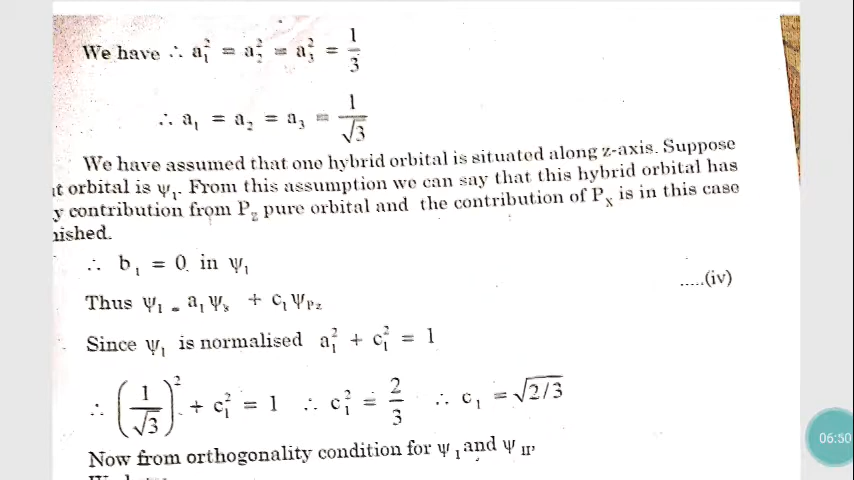 We have ∴ a₁² = a₂² = a₃² = 1/3
∴ a₁ = a₂ = a₃ = 1/√3
We have assumed that one hybrid orbital is situated along z-axis. Suppose
t orbital is ψ₁. From this assumption we can say that this hybrid orbital has
y contribution from P_z pure orbital and the contribution of P_x is in this case
nished.
∴ b₁ = 0 in ψ₁
Thus ψ₁ = a₁ψ_s + c₁ψ_Pz .....(iv)
Since ψ₁ is normalised a₁² + c₁² = 1
∴ (1/√3)² + c₁² = 1 ∴ c₁² = 2/3 ∴ c₁ = √2/3
Now from orthogonality condition for ψ₁ and ψ_II,
06:50